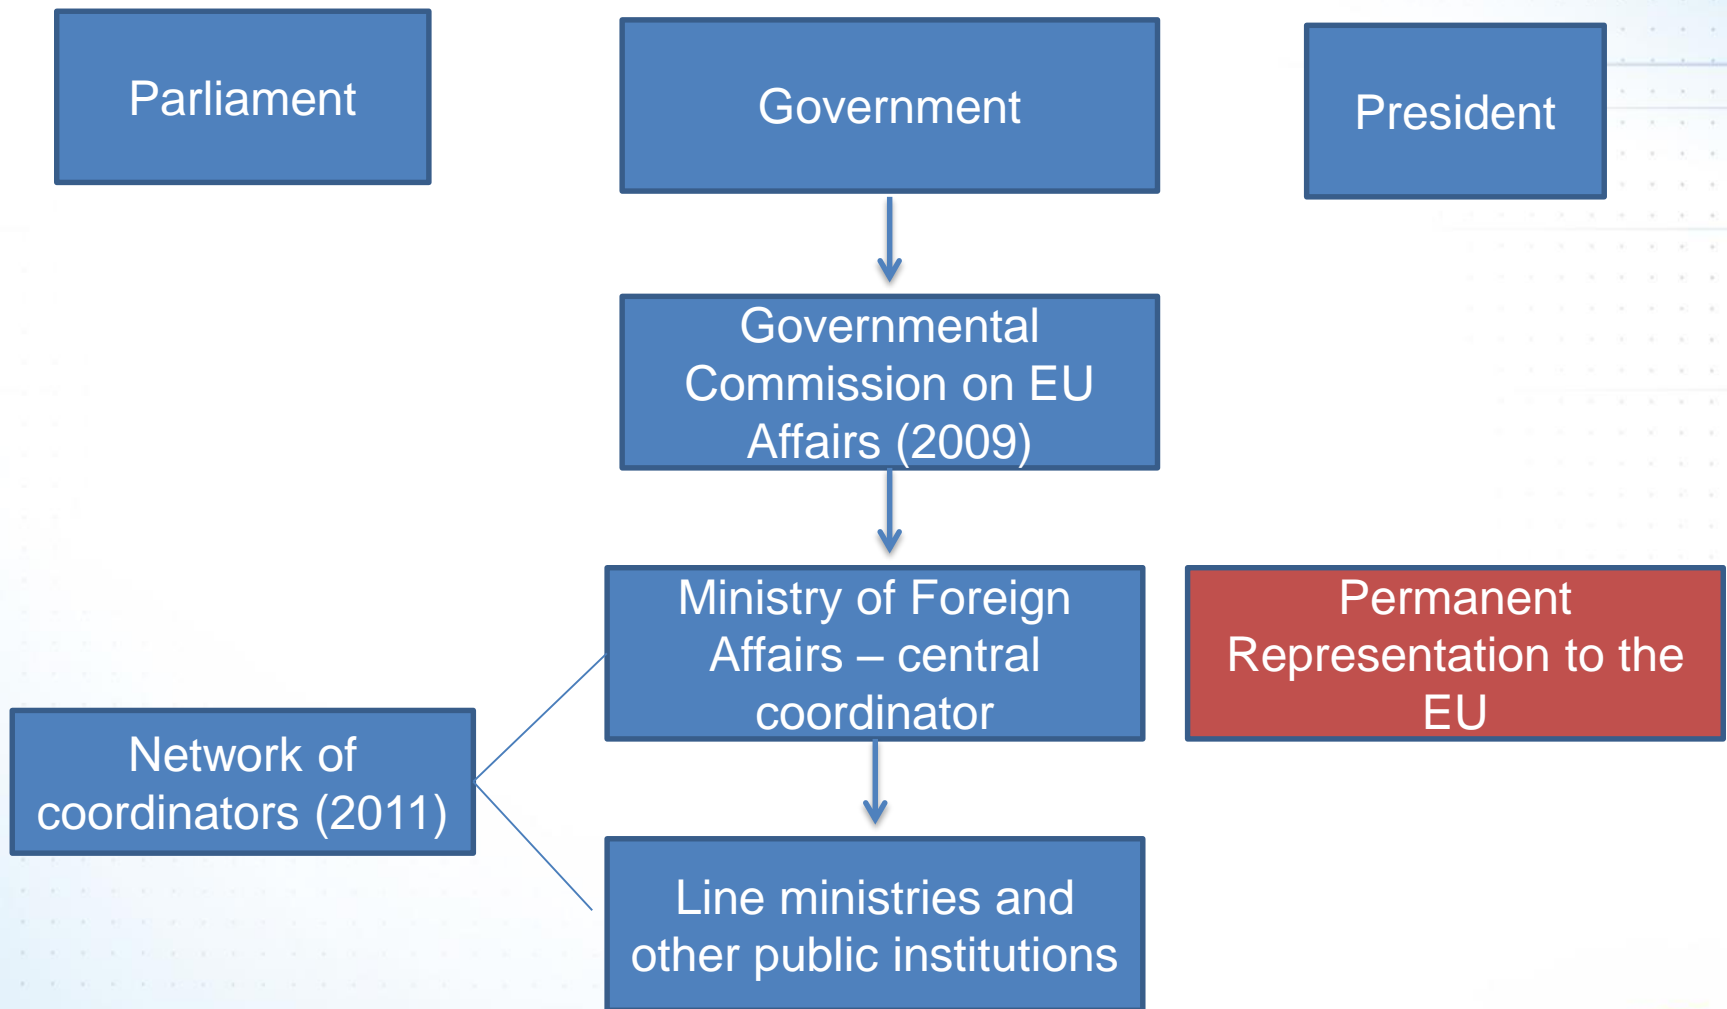 Parliament
Government
President
Governmental
Commission on EU
Affairs (2009)
Ministry of Foreign
Affairs – central
coordinator
Permanent
Representation to the
EU
Network of
coordinators (2011)
Line ministries and
other public institutions